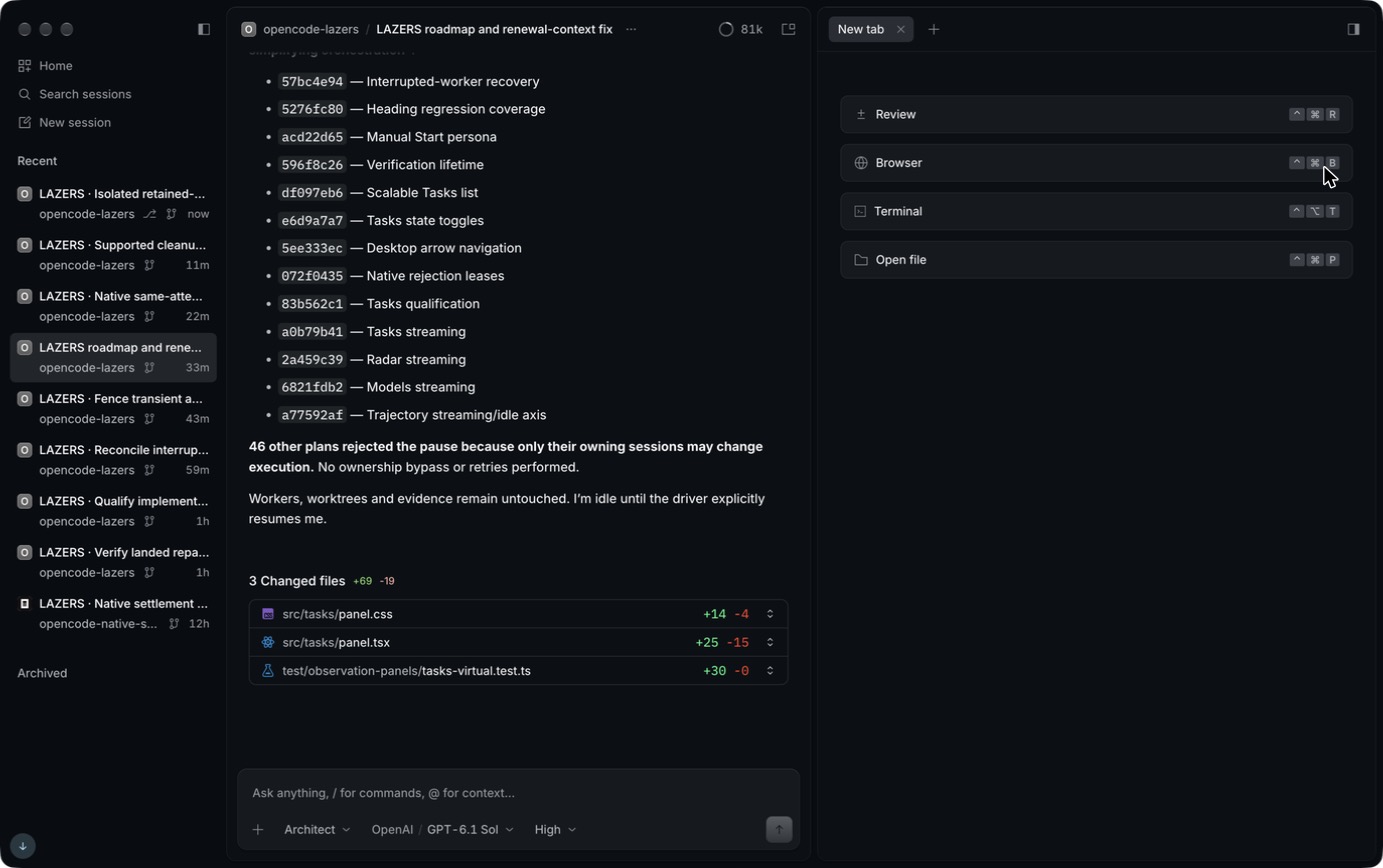 Home
Search sessions
New session
Recent
LAZERS · Isolated retained-...
opencode-lazers now
LAZERS · Supported cleanu...
opencode-lazers 11m
LAZERS · Native same-atte...
opencode-lazers 22m
LAZERS roadmap and rene...
opencode-lazers 33m
LAZERS · Fence transient a...
opencode-lazers 43m
LAZERS · Reconcile interrup...
opencode-lazers 59m
LAZERS · Qualify implement...
opencode-lazers 1h
LAZERS · Verify landed repa...
opencode-lazers 1h
LAZERS · Native settlement ...
opencode-native-s... 12h
Archived
O opencode-lazers / LAZERS roadmap and renewal-context fix ... 81k
simplifying orchestration".
• 57bc4e94 — Interrupted-worker recovery
• 5276fc80 — Heading regression coverage
• acd22d65 — Manual Start persona
• 596f8c26 — Verification lifetime
• df097eb6 — Scalable Tasks list
• e6d9a7a7 — Tasks state toggles
• 5ee333ec — Desktop arrow navigation
• 072f0435 — Native rejection leases
• 83b562c1 — Tasks qualification
• a0b79b41 — Tasks streaming
• 2a459c39 — Radar streaming
• 6821fdb2 — Models streaming
• a77592af — Trajectory streaming/idle axis
46 other plans rejected the pause because only their owning sessions may change
execution. No ownership bypass or retries performed.
Workers, worktrees and evidence remain untouched. I'm idle until the driver explicitly
resumes me.
3 Changed files +69 -19
src/tasks/panel.css +14 -4
src/tasks/panel.tsx +25 -15
test/observation-panels/tasks-virtual.test.ts +30 -0
Ask anything, / for commands, @ for context...
+ Architect OpenAI / GPT-6.1 Sol High
New tab × +
Review ^ ⌘ R
Browser ^ ⌘ B
Terminal ^ ⌥ T
Open file ^ ⌘ P